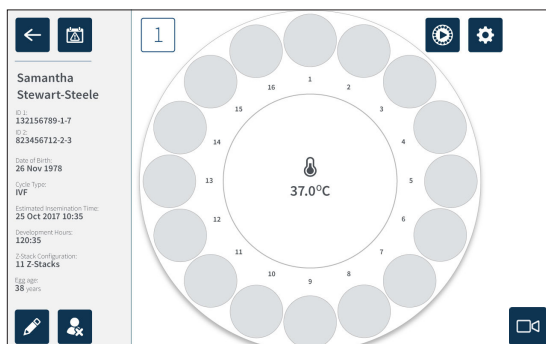 1
Samantha
Stewart-Steele
ID 1:
132156789-1-7
ID 2:
823456712-2-3
Date of Birth:
26 Nov 1978
Cycle Type:
IVF
Estimated Insemination Time:
25 Oct 2017 10:35
Development Hours:
120:35
Z-Stack Configuration:
11 Z-Stacks
Egg age:
38 years
1
2
3
4
5
6
7
8
9
10
11
12
13
14
15
16
37.0°C